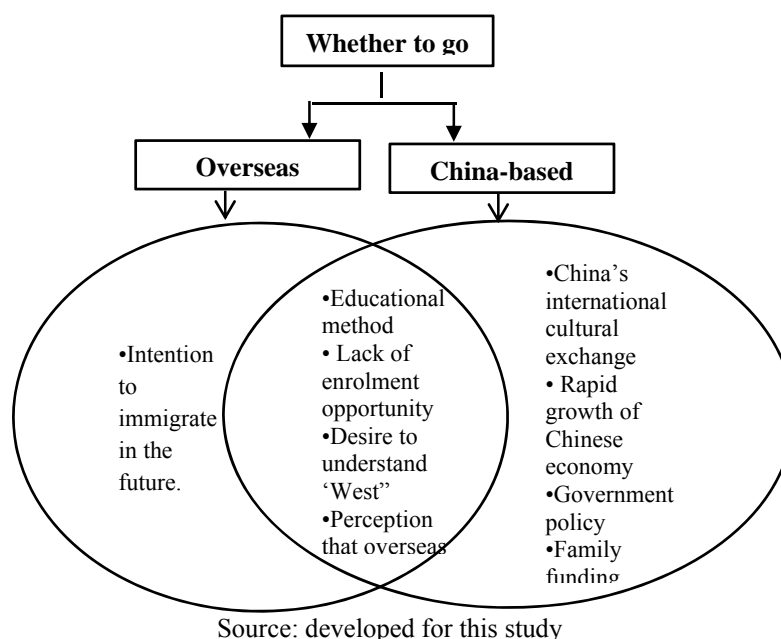 Whether to go
Overseas
China-based
•Intention
to
immigrate
in the
future.
•Educational
method
• Lack of
enrolment
opportunity
•Desire to
understand
‘West”
•Perception
that overseas
•China’s
international
cultural
exchange
• Rapid
growth of
Chinese
economy
•Government
policy
•Family
funding
Source: developed for this study